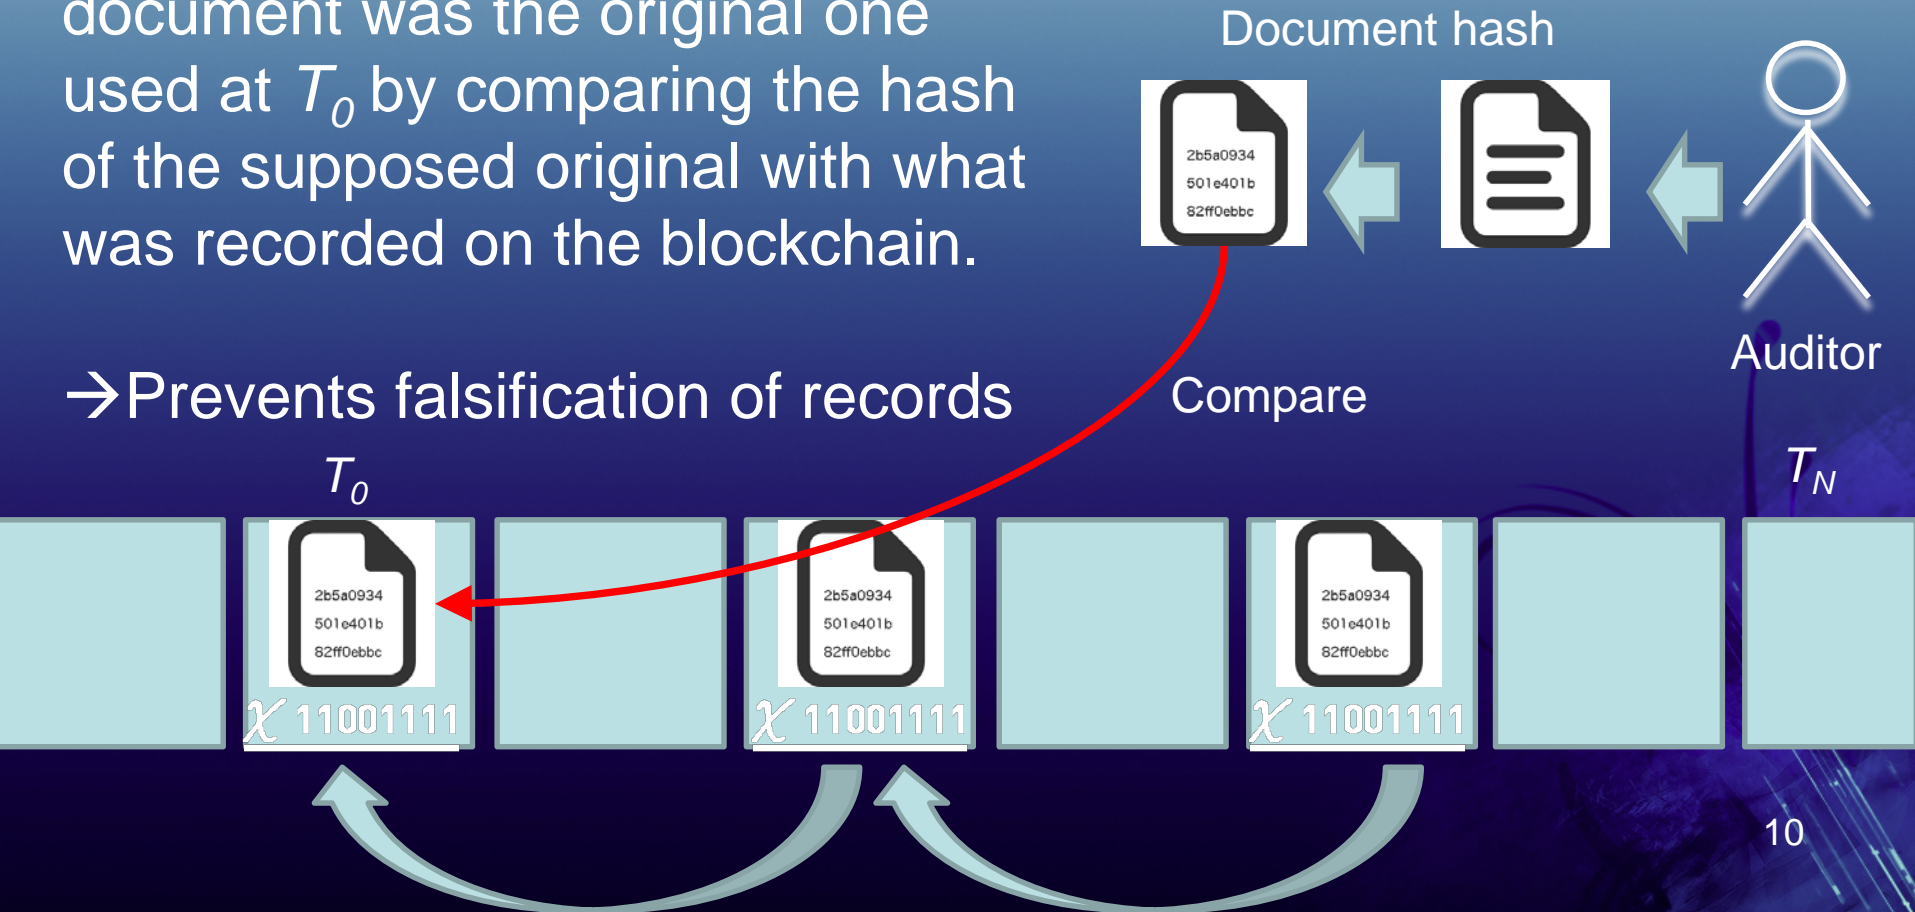 document was the original one
used at T0 by comparing the hash
of the supposed original with what
was recorded on the blockchain.
→Prevents falsification of records
Document hash
2b5a0934
501e401b
82ff0ebbc
Auditor
Compare
T0
TN
2b5a0934
501e401b
82ff0ebbc
χ 11001111
2b5a0934
501e401b
82ff0ebbc
χ 11001111
2b5a0934
501e401b
82ff0ebbc
χ 11001111
10